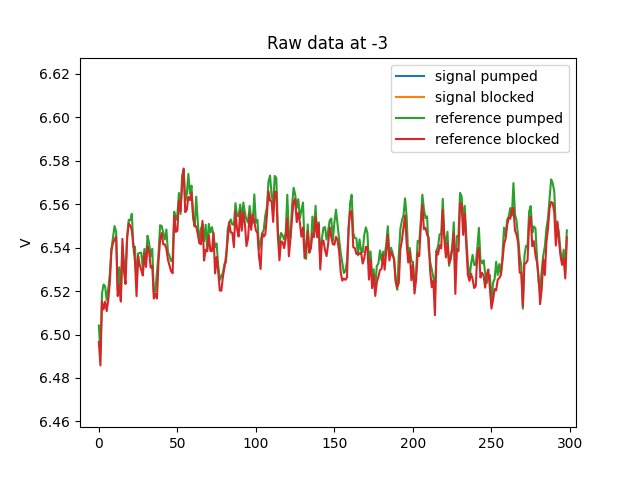 Raw data at -3
signal pumped
signal blocked
reference pumped
reference blocked
V
6.62
6.60
6.58
6.56
6.54
6.52
6.50
6.48
6.46
0 50 100 150 200 250 300